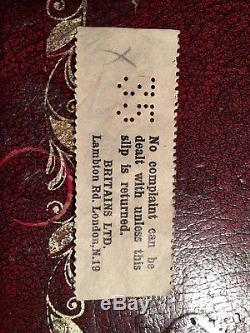 No complaint can be
dealt with unless this
slip is returned.
BRITAINS LTD.
Lambton Rd. London, N.19